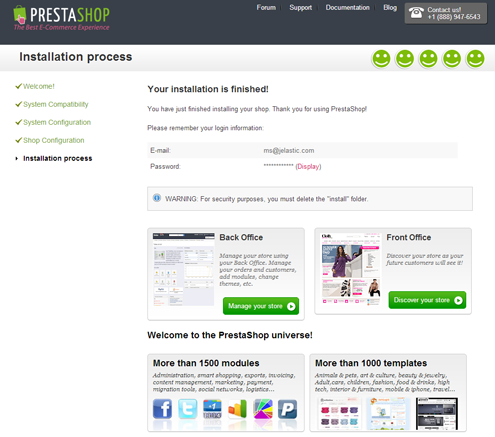 PRESTASHOP
The Best E-Commerce Experience
Forum
Support
Documentation
Blog
Contact us!
+1 (888) 947-6543
Installation process
Welcome!
System Compatibility
System Configuration
Shop Configuration
Installation process
Your installation is finished!
You have just finished installing your shop. Thank you for using PrestaShop!
Please remember your login information:
E-mail: ms@jelastic.com
Password: ************ (Display)
WARNING: For security purposes, you must delete the "install" folder.
Back Office
Manage your store using
your Back Office. Manage
your orders and customers,
add modules, change
themes, etc.
Manage your store
Front Office
Discover your store as your
future customers will see it!
Discover your store
Welcome to the PrestaShop universe!
More than 1500 modules
Administration, smart shopping, exports, invoicing,
content management, marketing, payment,
migration tools, social networks, logistics...
More than 1000 templates
Animals & pets, art & culture, beauty & jewelry,
Adult,cars, children, fashion, food & drinks, high
tech, interior & furniture, mobile & iphone, travel...